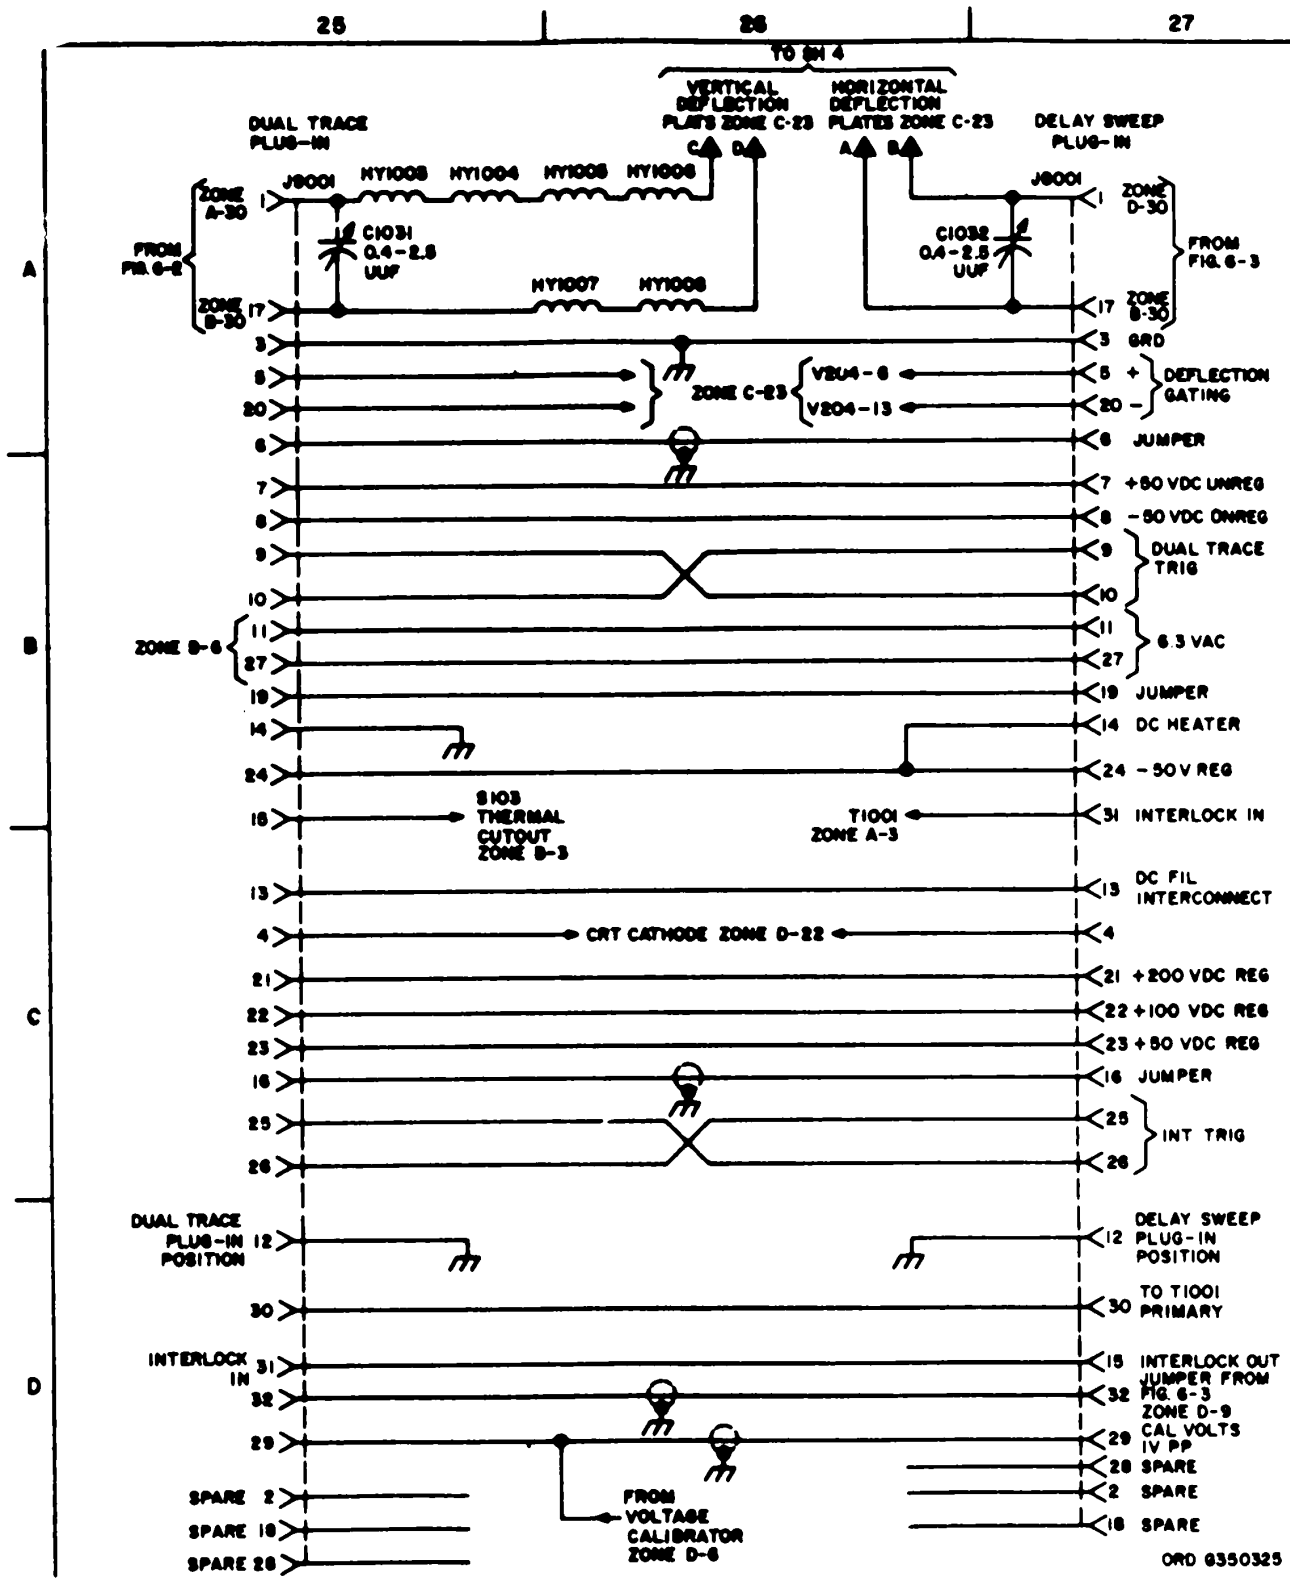 25 26 27
TO SH 4
VERTICAL DEFLECTION PLATS ZONE C-23
HORIZONTAL DEFLECTION PLATES ZONE C-23
DUAL TRACE PLUG-IN
DELAY SWEEP PLUG-IN
C D A B
J9001 HY1003 HY1004 HY1005 HY1006 J8001
ZONE A-30 1
1 ZONE D-30
C1031 0.4-2.5 UUF
C1032 0.4-2.5 UUF
FROM FIG. 6-2
FROM FIG. 6-3
A
HY1007 HY1008
ZONE B-30 17
17 ZONE B-30
3 3 GRD
5 ZONE C-23 V204-6 5 +
DEFLECTION GATING
20 V204-13 20 -
6 6 JUMPER
7 7 +50 VDC UNREG
8 8 -50 VDC UNREG
9 9 DUAL TRACE TRIG
10 10
B
ZONE B-6 11 11 6.3 VAC
27 27
19 19 JUMPER
14 14 DC HEATER
24 24 -50V REG
15 S103 THERMAL CUTOUT ZONE B-3
T1001 ZONE A-3 31 INTERLOCK IN
13 13 DC FIL INTERCONNECT
4 CRT CATHODE ZONE D-22 4
21 21 +200 VDC REG
C
22 22 +100 VDC REG
23 23 +50 VDC REG
16 16 JUMPER
25 25 INT TRIG
26 26
DUAL TRACE PLUG-IN POSITION 12
12 DELAY SWEEP PLUG-IN POSITION
30 30 TO T1001 PRIMARY
D
INTERLOCK IN 31
15 INTERLOCK OUT
32 32 JUMPER FROM FIG. 6-3 ZONE D-9
29 29 CAL VOLTS 1V PP
28 SPARE
SPARE 2 2 SPARE
SPARE 18 18 SPARE
SPARE 28
FROM VOLTAGE CALIBRATOR ZONE D-6
ORD G350325